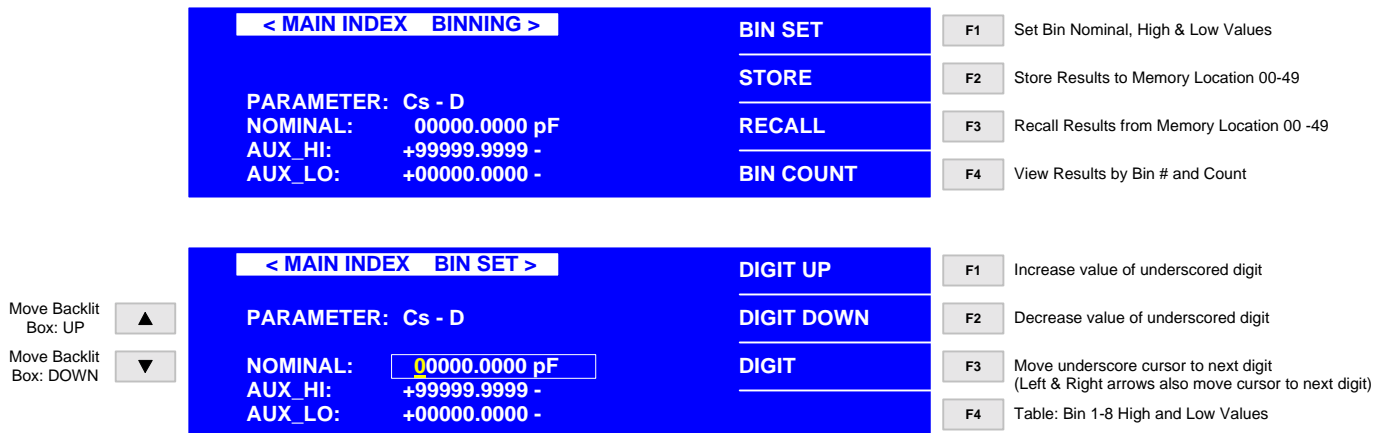 < MAIN INDEX BINNING >
BIN SET
F1 Set Bin Nominal, High & Low Values
STORE
F2 Store Results to Memory Location 00-49
PARAMETER: Cs - D
NOMINAL: 00000.0000 pF
RECALL
F3 Recall Results from Memory Location 00 -49
AUX_HI: +99999.9999 -
AUX_LO: +00000.0000 -
BIN COUNT
F4 View Results by Bin # and Count
< MAIN INDEX BIN SET >
DIGIT UP
F1 Increase value of underscored digit
Move Backlit
Box: UP
▲
PARAMETER: Cs - D
DIGIT DOWN
F2 Decrease value of underscored digit
Move Backlit
Box: DOWN
▼
NOMINAL: 00000.0000 pF
DIGIT
F3 Move underscore cursor to next digit
(Left & Right arrows also move cursor to next digit)
AUX_HI: +99999.9999 -
AUX_LO: +00000.0000 -
F4 Table: Bin 1-8 High and Low Values